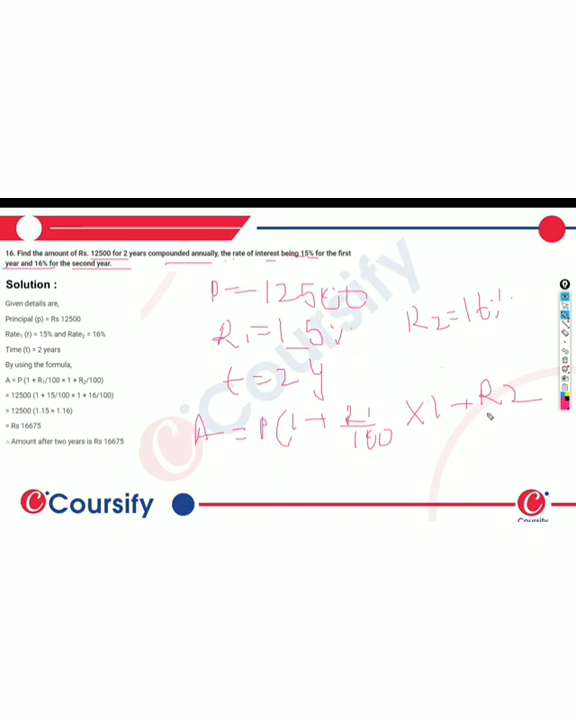 16. Find the amount of Rs. 12500 for 2 years compounded annually, the rate of interest being 15% for the first
year and 16% for the second year.
Solution :
Given details are,
Principal (p) = Rs 12500
Rate₁ (r) = 15% and Rate₂ = 16%
Time (t) = 2 years
By using the formula,
A = P (1 + R₁/100 × 1 + R₂/100)
= 12500 (1 + 15/100 × 1 + 16/100)
= 12500 (1.15 × 1.16)
= Rs 16675
∴ Amount after two years is Rs 16675
P = 12500
R₁ = 15%
R₂ = 16%
t = 2 y
A = P (1 + R1/100 × 1 + R2
Coursify
Coursify
Coursify